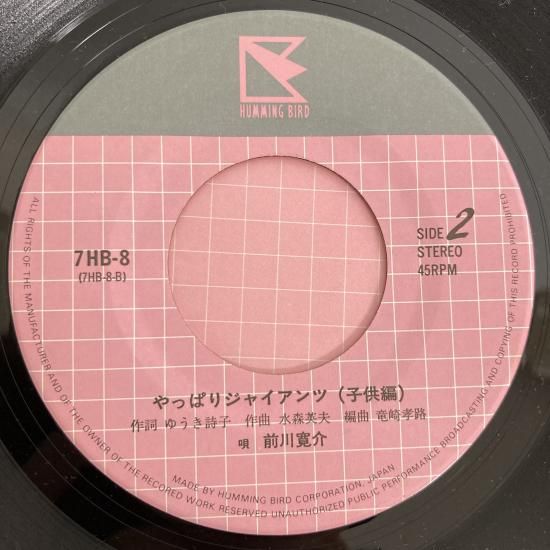 HUMMING BIRD
7HB-8
(7HB-8-B)
SIDE 2
STEREO
45RPM
やっぱりジャイアンツ(子供編)
作詞 ゆうき詩子 作曲 水森英夫 編曲 竜崎孝路
唄 前川寛介
MADE BY HUMMING BIRD CORPORATION, JAPAN
ALL RIGHTS OF THE MANUFACTURER AND OF THE OWNER OF THE RECORDED WORK RESERVED UNAUTHORIZED PUBLIC PERFORMANCE BROADCASTING AND COPYING OF THIS RECORD PROHIBITED